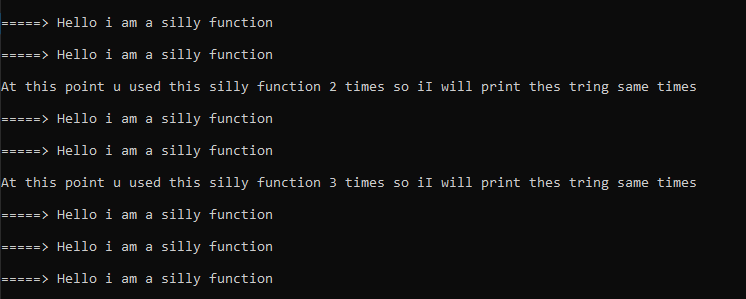 =====> Hello i am a silly function
=====> Hello i am a silly function
At this point u used this silly function 2 times so iI will print thes tring same times
=====> Hello i am a silly function
=====> Hello i am a silly function
At this point u used this silly function 3 times so iI will print thes tring same times
=====> Hello i am a silly function
=====> Hello i am a silly function
=====> Hello i am a silly function